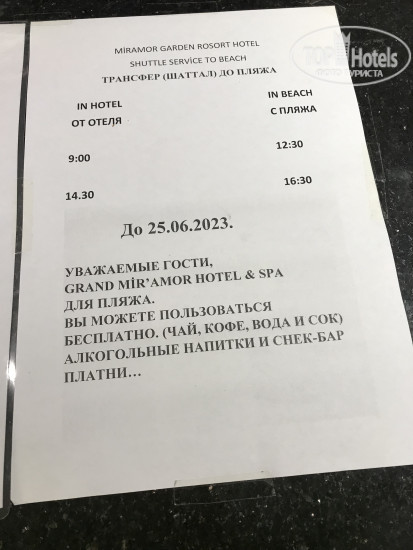 MİRAMOR GARDEN ROSORT HOTEL
SHUTTLE SERVİCE TO BEACH
ТРАНСФЕР (ШАТТАЛ) ДО ПЛЯЖА
IN HOTEL IN BEACH
ОТ ОТЕЛЯ С ПЛЯЖА
9:00 12:30
14.30 16:30
До 25.06.2023.
УВАЖАЕМЫЕ ГОСТИ,
GRAND MİR’AMOR HOTEL & SPA
ДЛЯ ПЛЯЖА.
ВЫ МОЖЕТЕ ПОЛЬЗОВАТЬСЯ
БЕСПЛАТНО. (ЧАЙ, КОФЕ, ВОДА И СОК)
АЛКОГОЛЬНЫЕ НАПИТКИ И СНЕК-БАР
ПЛАТНИ...
TopHotels